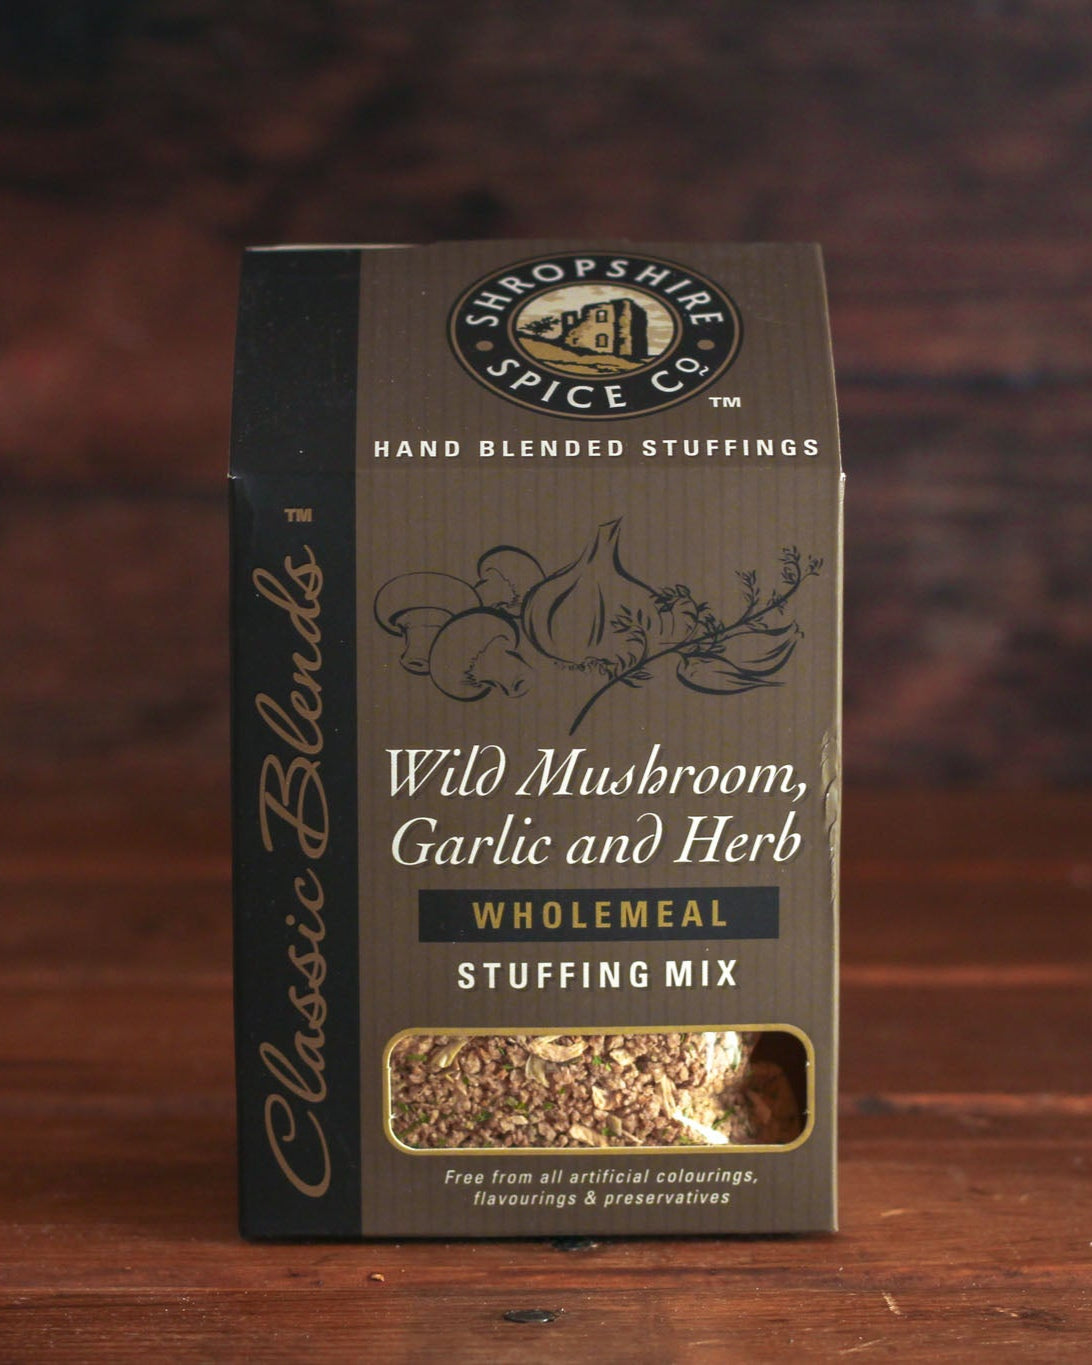 SHROPSHIRE
SPICE Co.
TM
HAND BLENDED STUFFINGS
TM
Classic Blends
Wild Mushroom,
Garlic and Herb
WHOLEMEAL
STUFFING MIX
Free from all artificial colourings,
flavourings & preservatives